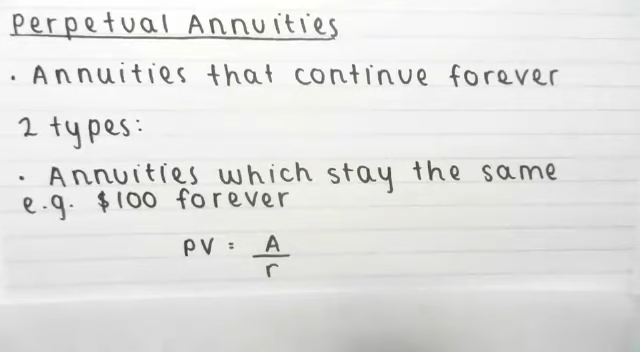 Perpetual Annuities
· Annuities that continue forever
2 types:
· Annuities which stay the same
e.g. $100 forever
PV = A
r